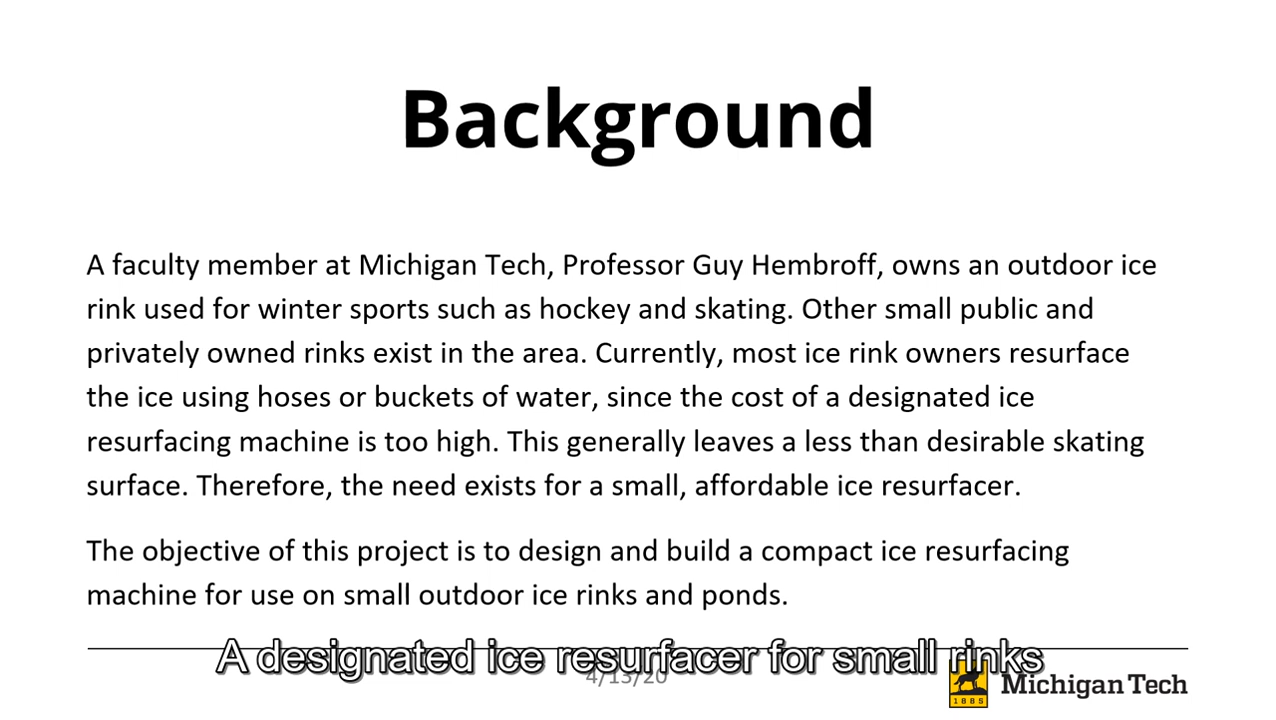 Background
A faculty member at Michigan Tech, Professor Guy Hembroff, owns an outdoor ice
rink used for winter sports such as hockey and skating. Other small public and
privately owned rinks exist in the area. Currently, most ice rink owners resurface
the ice using hoses or buckets of water, since the cost of a designated ice
resurfacing machine is too high. This generally leaves a less than desirable skating
surface. Therefore, the need exists for a small, affordable ice resurfacer.
The objective of this project is to design and build a compact ice resurfacing
machine for use on small outdoor ice rinks and ponds.
A designated ice resurfacer for small rinks
4/13/20
1885
Michigan Tech